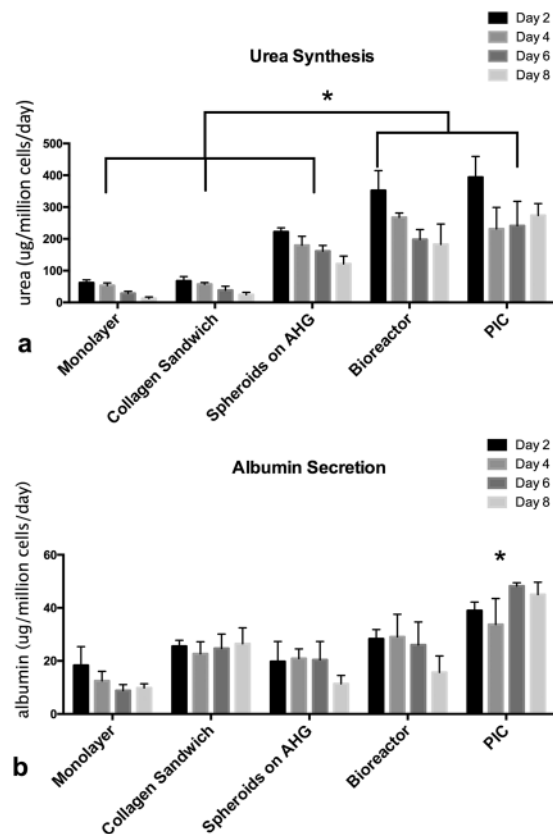 Day 2
Day 4
Day 6
Day 8
Urea Synthesis
*
urea (ug/million cells/day)
500
400
300
200
100
0
a
Monolayer
Collagen Sandwich
Spheroids on AHG
Bioreactor
PIC
Day 2
Day 4
Day 6
Day 8
Albumin Secretion
*
albumin (ug/million cells/day)
60
40
20
0
b
Monolayer
Collagen Sandwich
Spheroids on AHG
Bioreactor
PIC